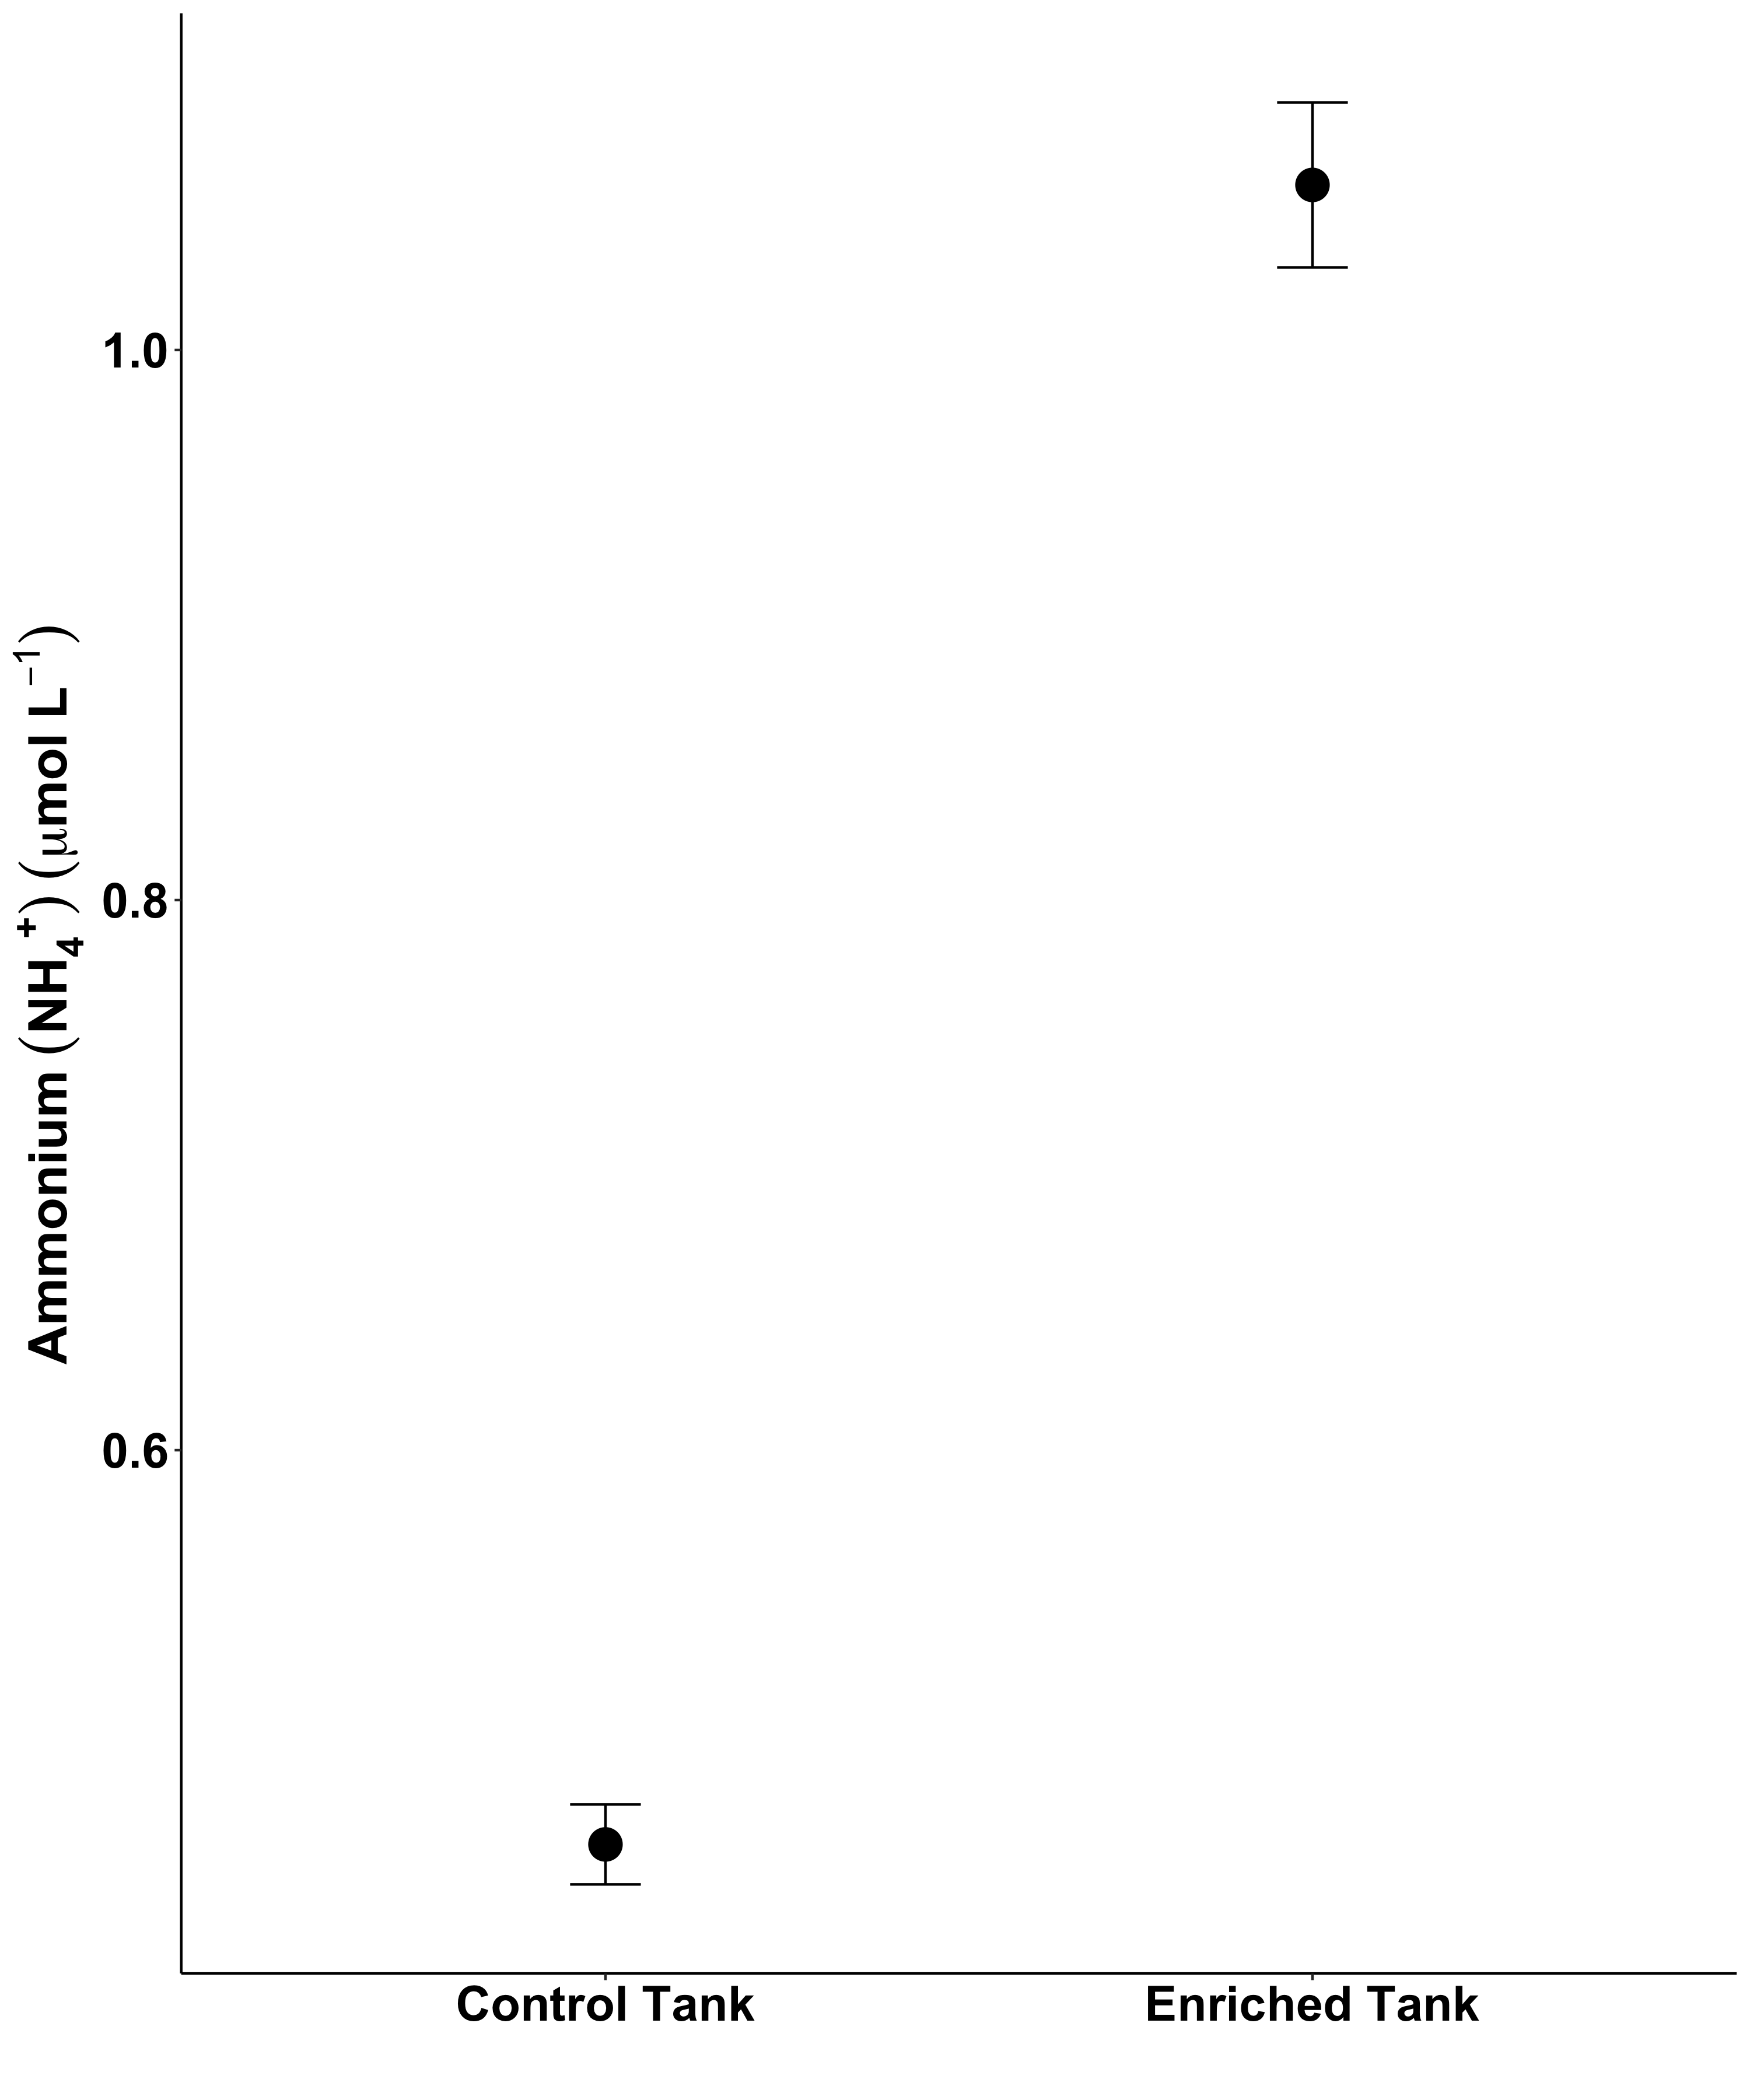 Ammonium (NH₄⁺) (μmol L⁻¹)
1.0
0.8
0.6
Control Tank Enriched Tank